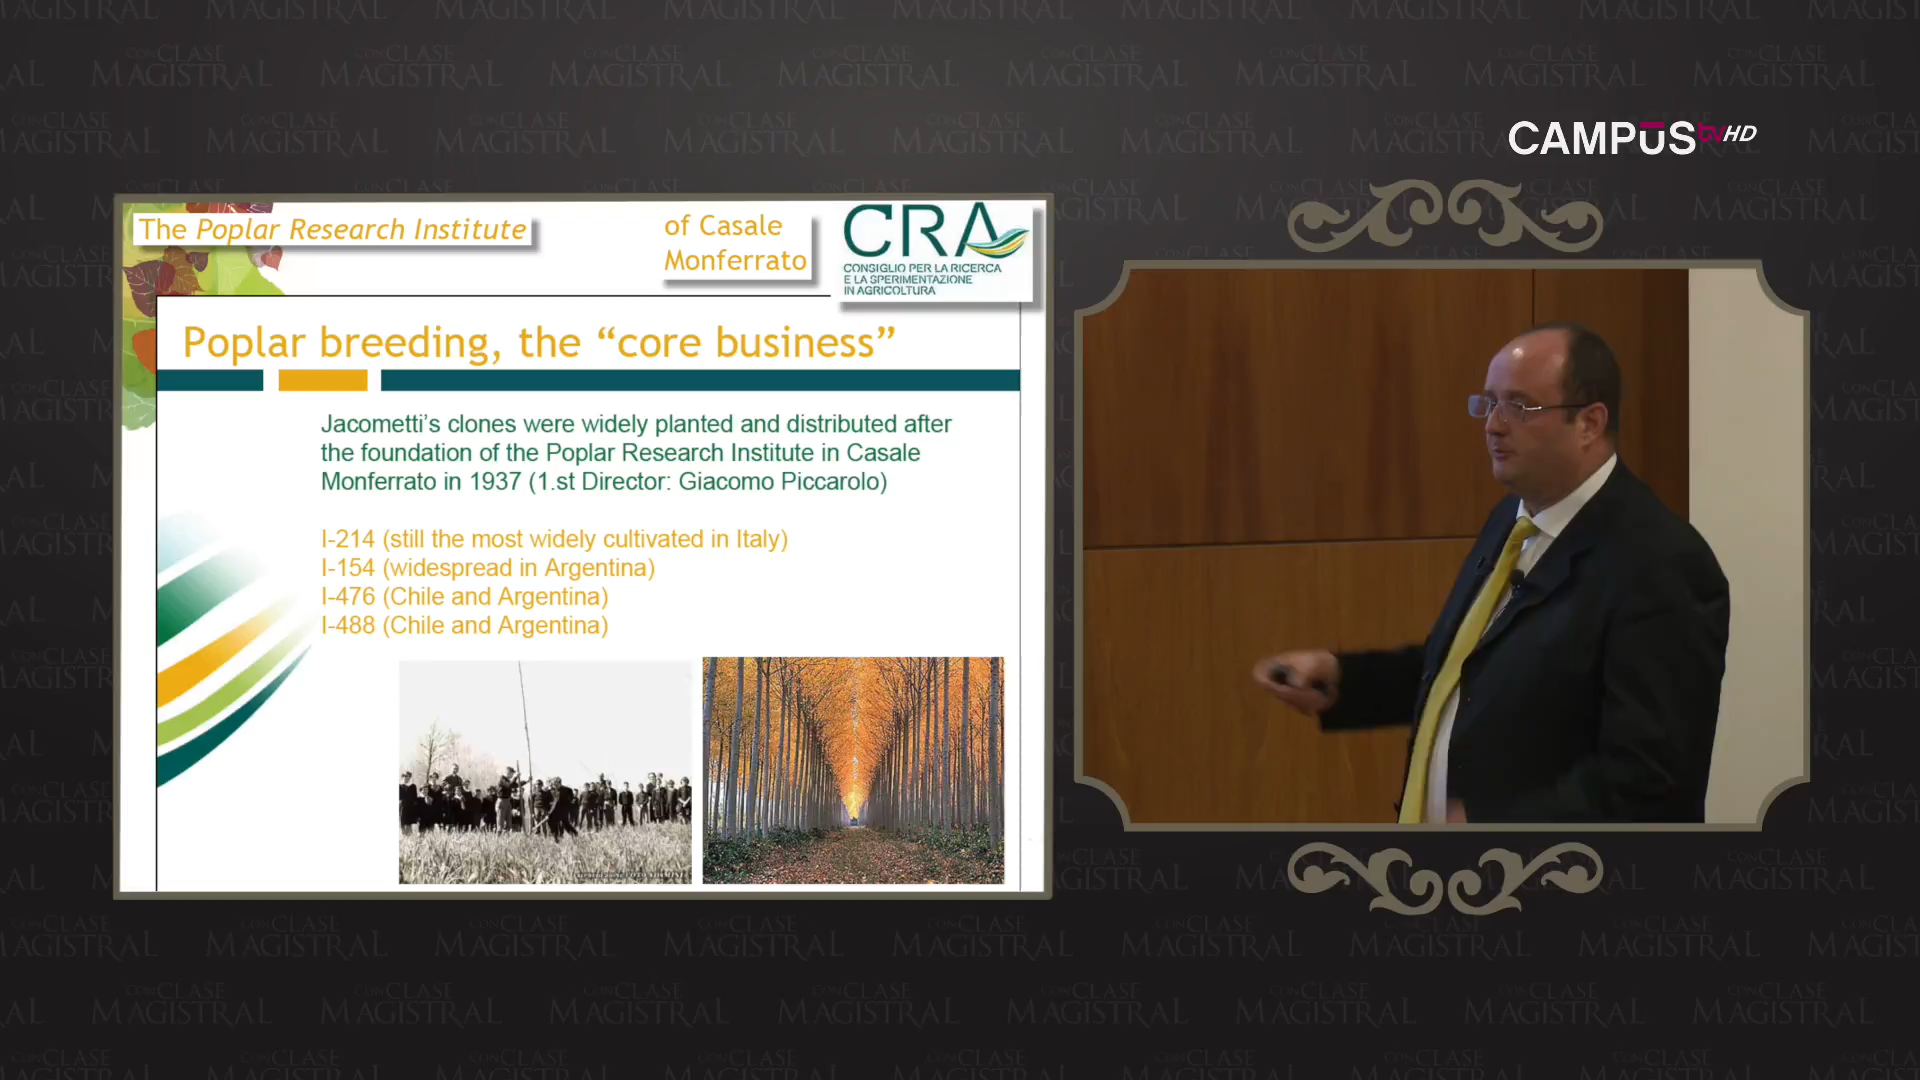 CAMPUS tv HD
The Poplar Research Institute
of Casale
Monferrato
CRA
CONSIGLIO PER LA RICERCA
E LA SPERIMENTAZIONE
IN AGRICOLTURA
Poplar breeding, the “core business”
Jacometti’s clones were widely planted and distributed after
the foundation of the Poplar Research Institute in Casale
Monferrato in 1937 (1.st Director: Giacomo Piccarolo)
I-214 (still the most widely cultivated in Italy)
I-154 (widespread in Argentina)
I-476 (Chile and Argentina)
I-488 (Chile and Argentina)
CON CLASE
MAGISTRAL